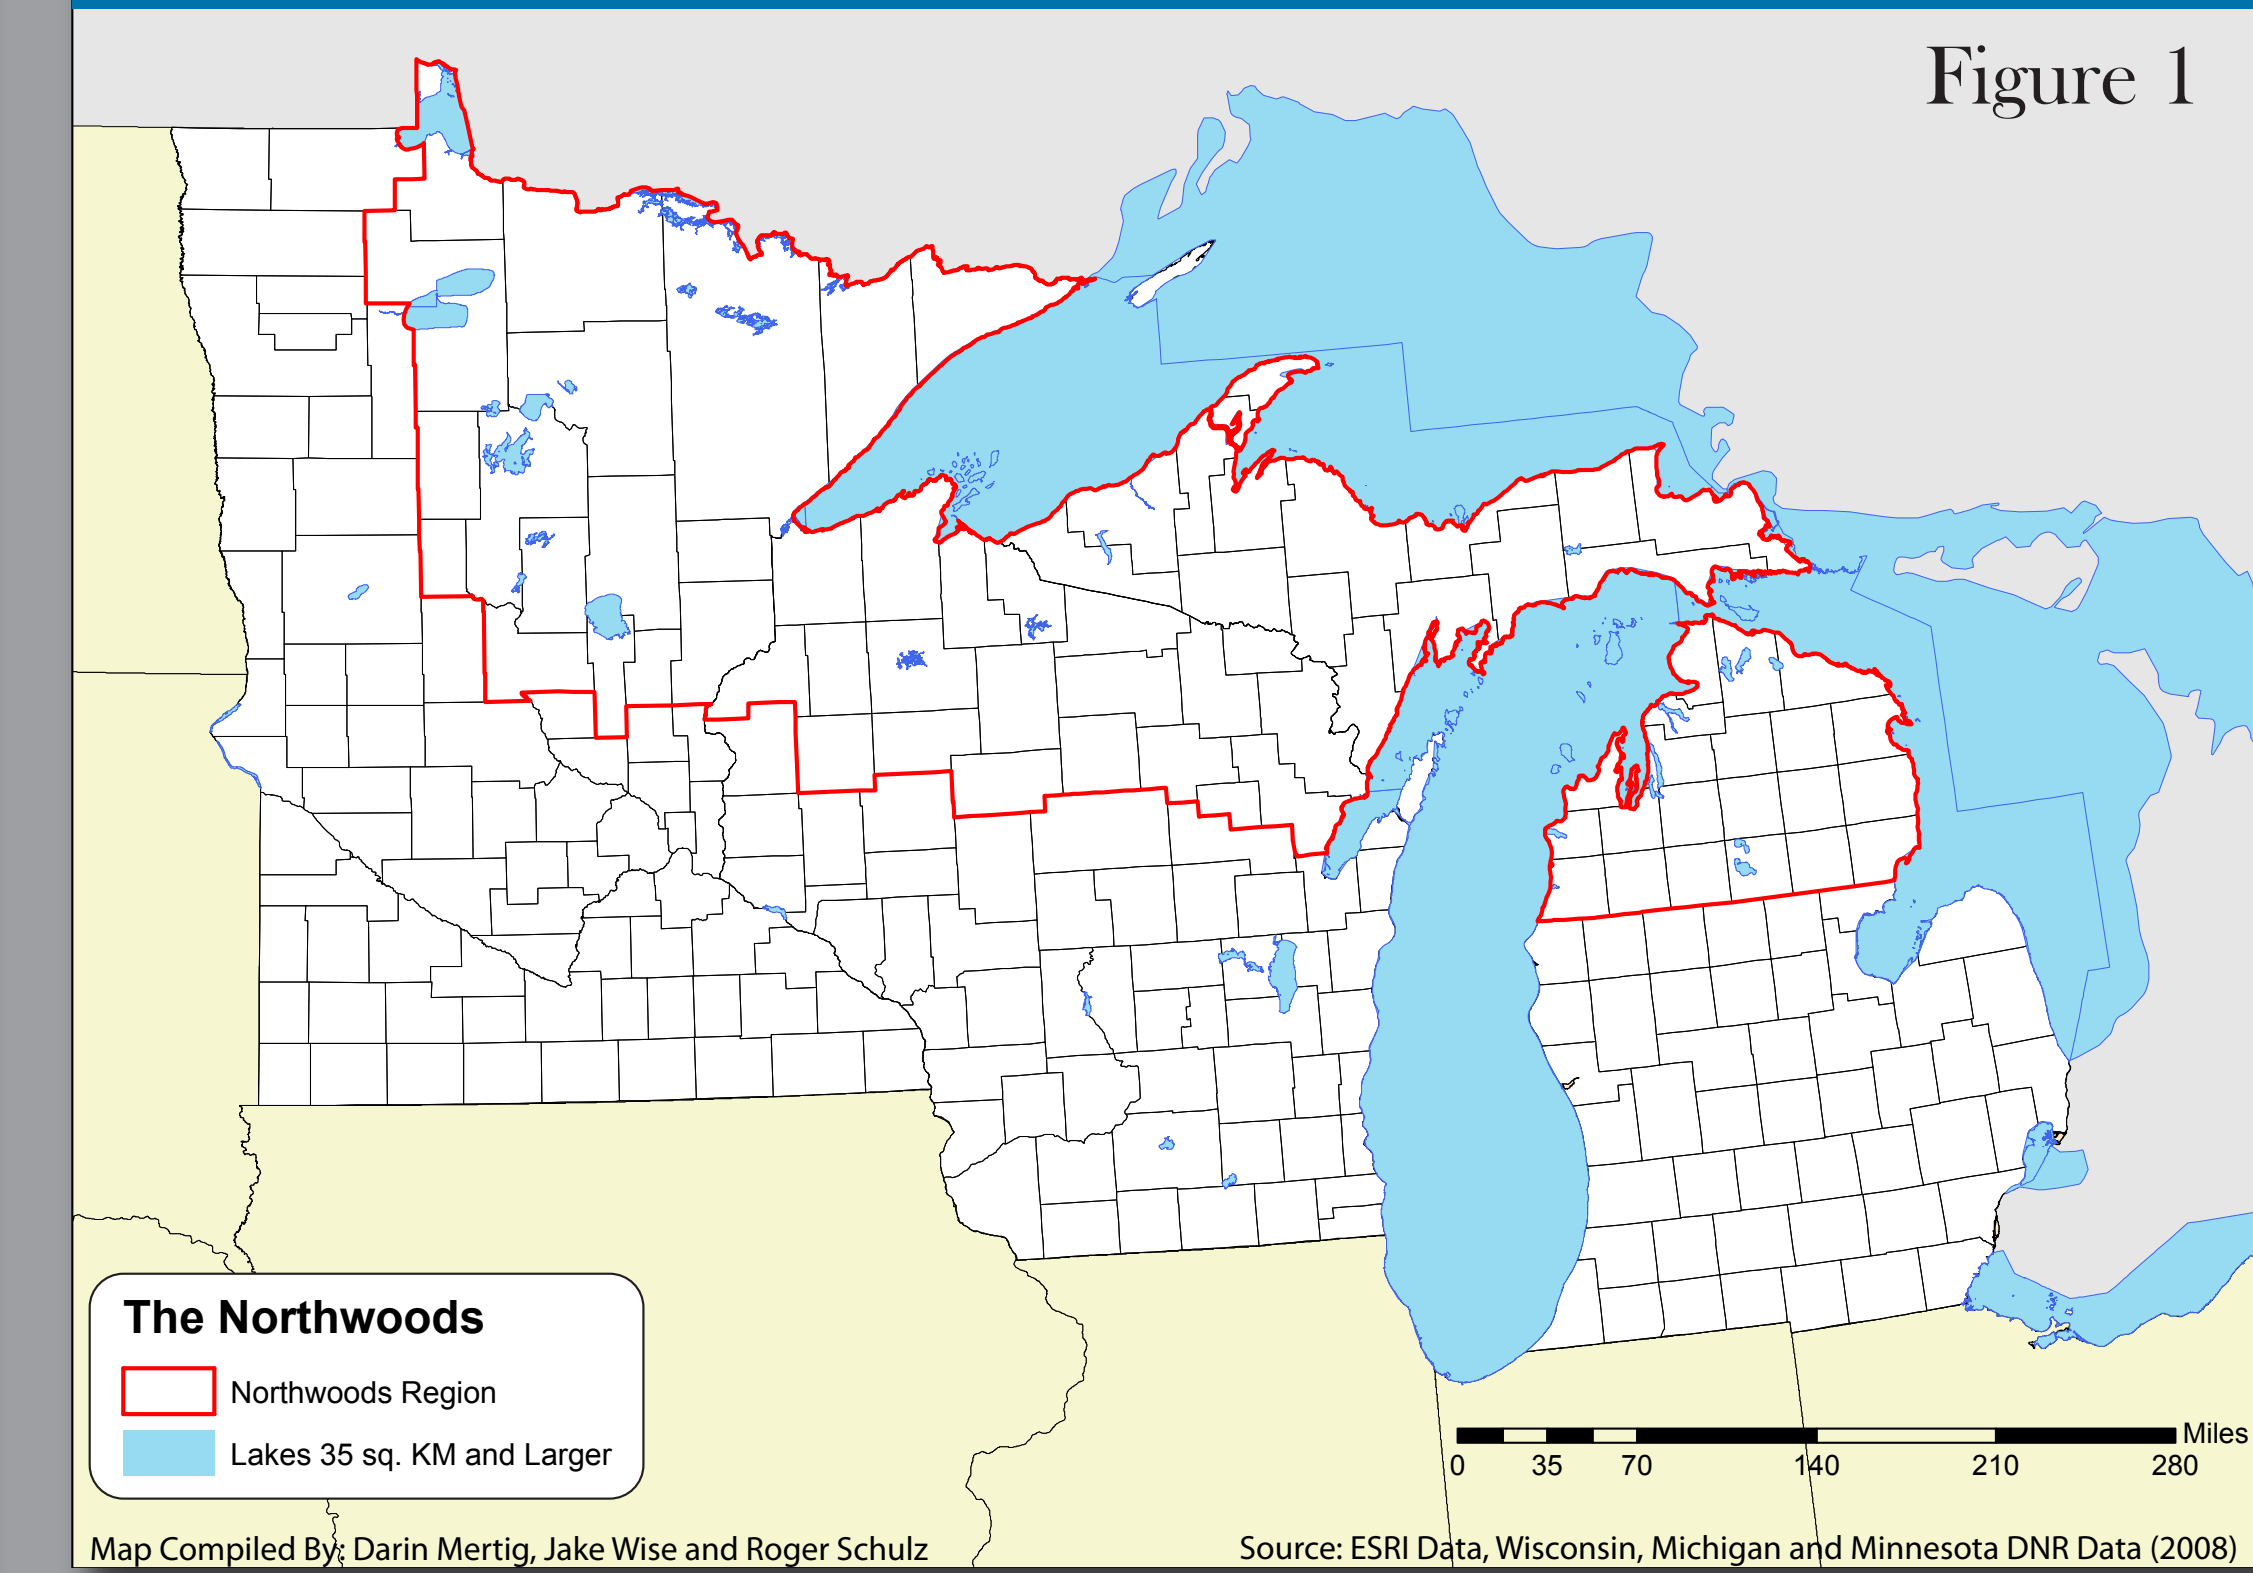 Figure 1
The Northwoods
Northwoods Region
Lakes 35 sq. KM and Larger
Miles
0 35 70 140 210 280
Map Compiled By: Darin Mertig, Jake Wise and Roger Schulz
Source: ESRI Data, Wisconsin, Michigan and Minnesota DNR Data (2008)